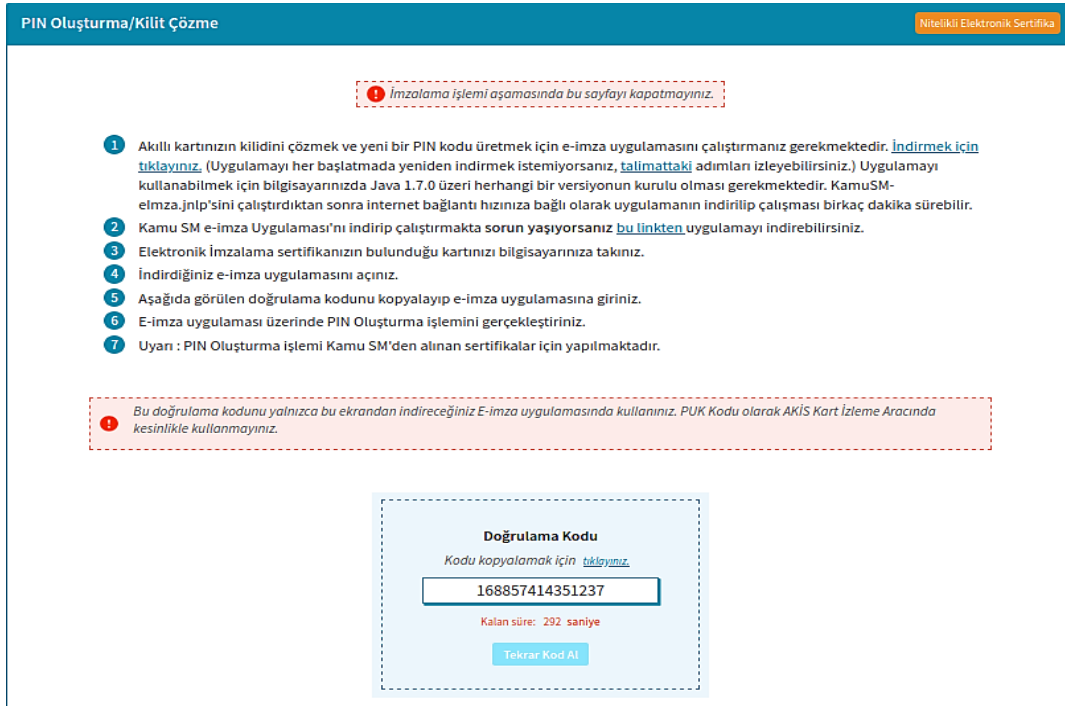 PIN Oluşturma/Kilit Çözme
Nitelikli Elektronik Sertifika
İmzalama işlemi aşamasında bu sayfayı kapatmayınız.
1 Akıllı kartınızın kilidini çözmek ve yeni bir PIN kodu üretmek için e-imza uygulamasını çalıştırmanız gerekmektedir. İndirmek için
tıklayınız. (Uygulamayı her başlatmada yeniden indirmek istemiyorsanız, talimattaki adımları izleyebilirsiniz.) Uygulamayı
kullanabilmek için bilgisayarınızda Java 1.7.0 üzeri herhangi bir versiyonun kurulu olması gerekmektedir. KamuSM-
eImza.jnlp'sini çalıştırdıktan sonra internet bağlantı hızınıza bağlı olarak uygulamanın indirilip çalışması birkaç dakika sürebilir.
2 Kamu SM e-imza Uygulaması'nı indirip çalıştırmakta sorun yaşıyorsanız bu linkten uygulamayı indirebilirsiniz.
3 Elektronik İmzalama sertifikanızın bulunduğu kartınızı bilgisayarınıza takınız.
4 İndirdiğiniz e-imza uygulamasını açınız.
5 Aşağıda görülen doğrulama kodunu kopyalayıp e-imza uygulamasına giriniz.
6 E-imza uygulaması üzerinde PIN Oluşturma işlemini gerçekleştiriniz.
7 Uyarı : PIN Oluşturma işlemi Kamu SM'den alınan sertifikalar için yapılmaktadır.
Bu doğrulama kodunu yalnızca bu ekrandan indireceğiniz E-imza uygulamasında kullanınız. PUK Kodu olarak AKİS Kart İzleme Aracında
kesinlikle kullanmayınız.
Doğrulama Kodu
Kodu kopyalamak için tıklayınız.
168857414351237
Kalan süre: 292 saniye
Tekrar Kod Al